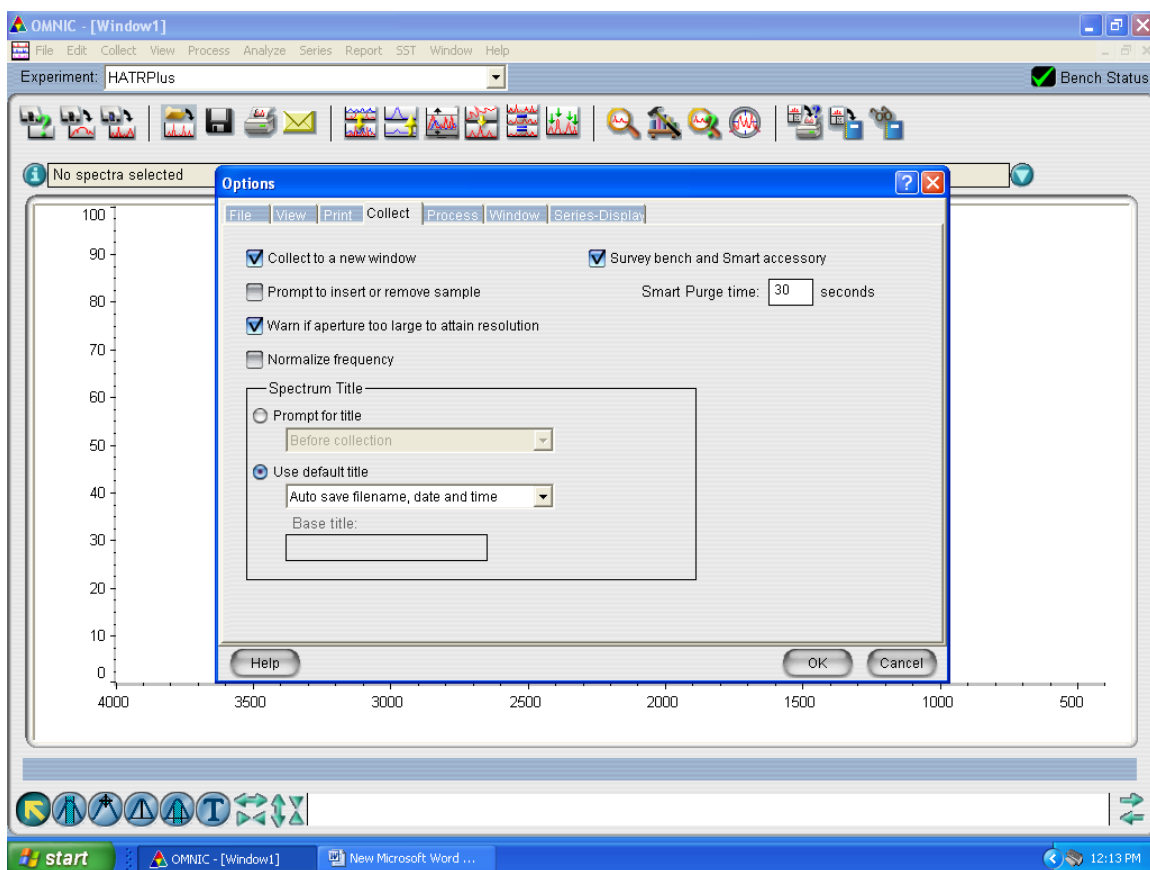 OMNIC - [Window1]
File Edit Collect View Process Analyze Series Report SST Window Help
Experiment: HATRPlus
Bench Status
No spectra selected
Options
File View Print Collect Process Window Series-Display
Collect to a new window
Survey bench and Smart accessory
Prompt to insert or remove sample
Smart Purge time: 30 seconds
Warn if aperture too large to attain resolution
Normalize frequency
Spectrum Title
Prompt for title
Before collection
Use default title
Auto save filename, date and time
Base title:
Help OK Cancel
100
90
80
70
60
50
40
30
20
10
0
4000 3500 3000 2500 2000 1500 1000 500
T
start OMNIC - [Window1] New Microsoft Word ... 12:13 PM